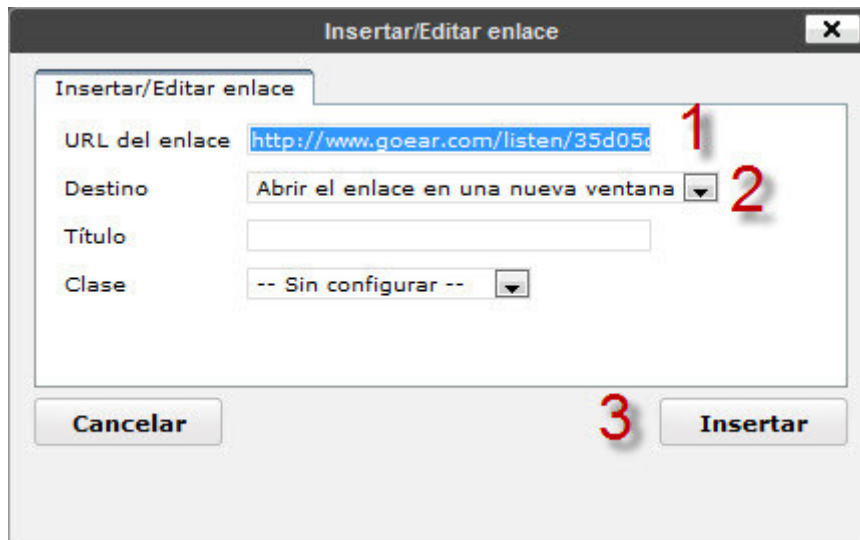 Insertar/Editar enlace
Insertar/Editar enlace
URL del enlace http://www.goear.com/listen/35d05 1
Destino Abrir el enlace en una nueva ventana 2
Título
Clase -- Sin configurar --
Cancelar 3 Insertar